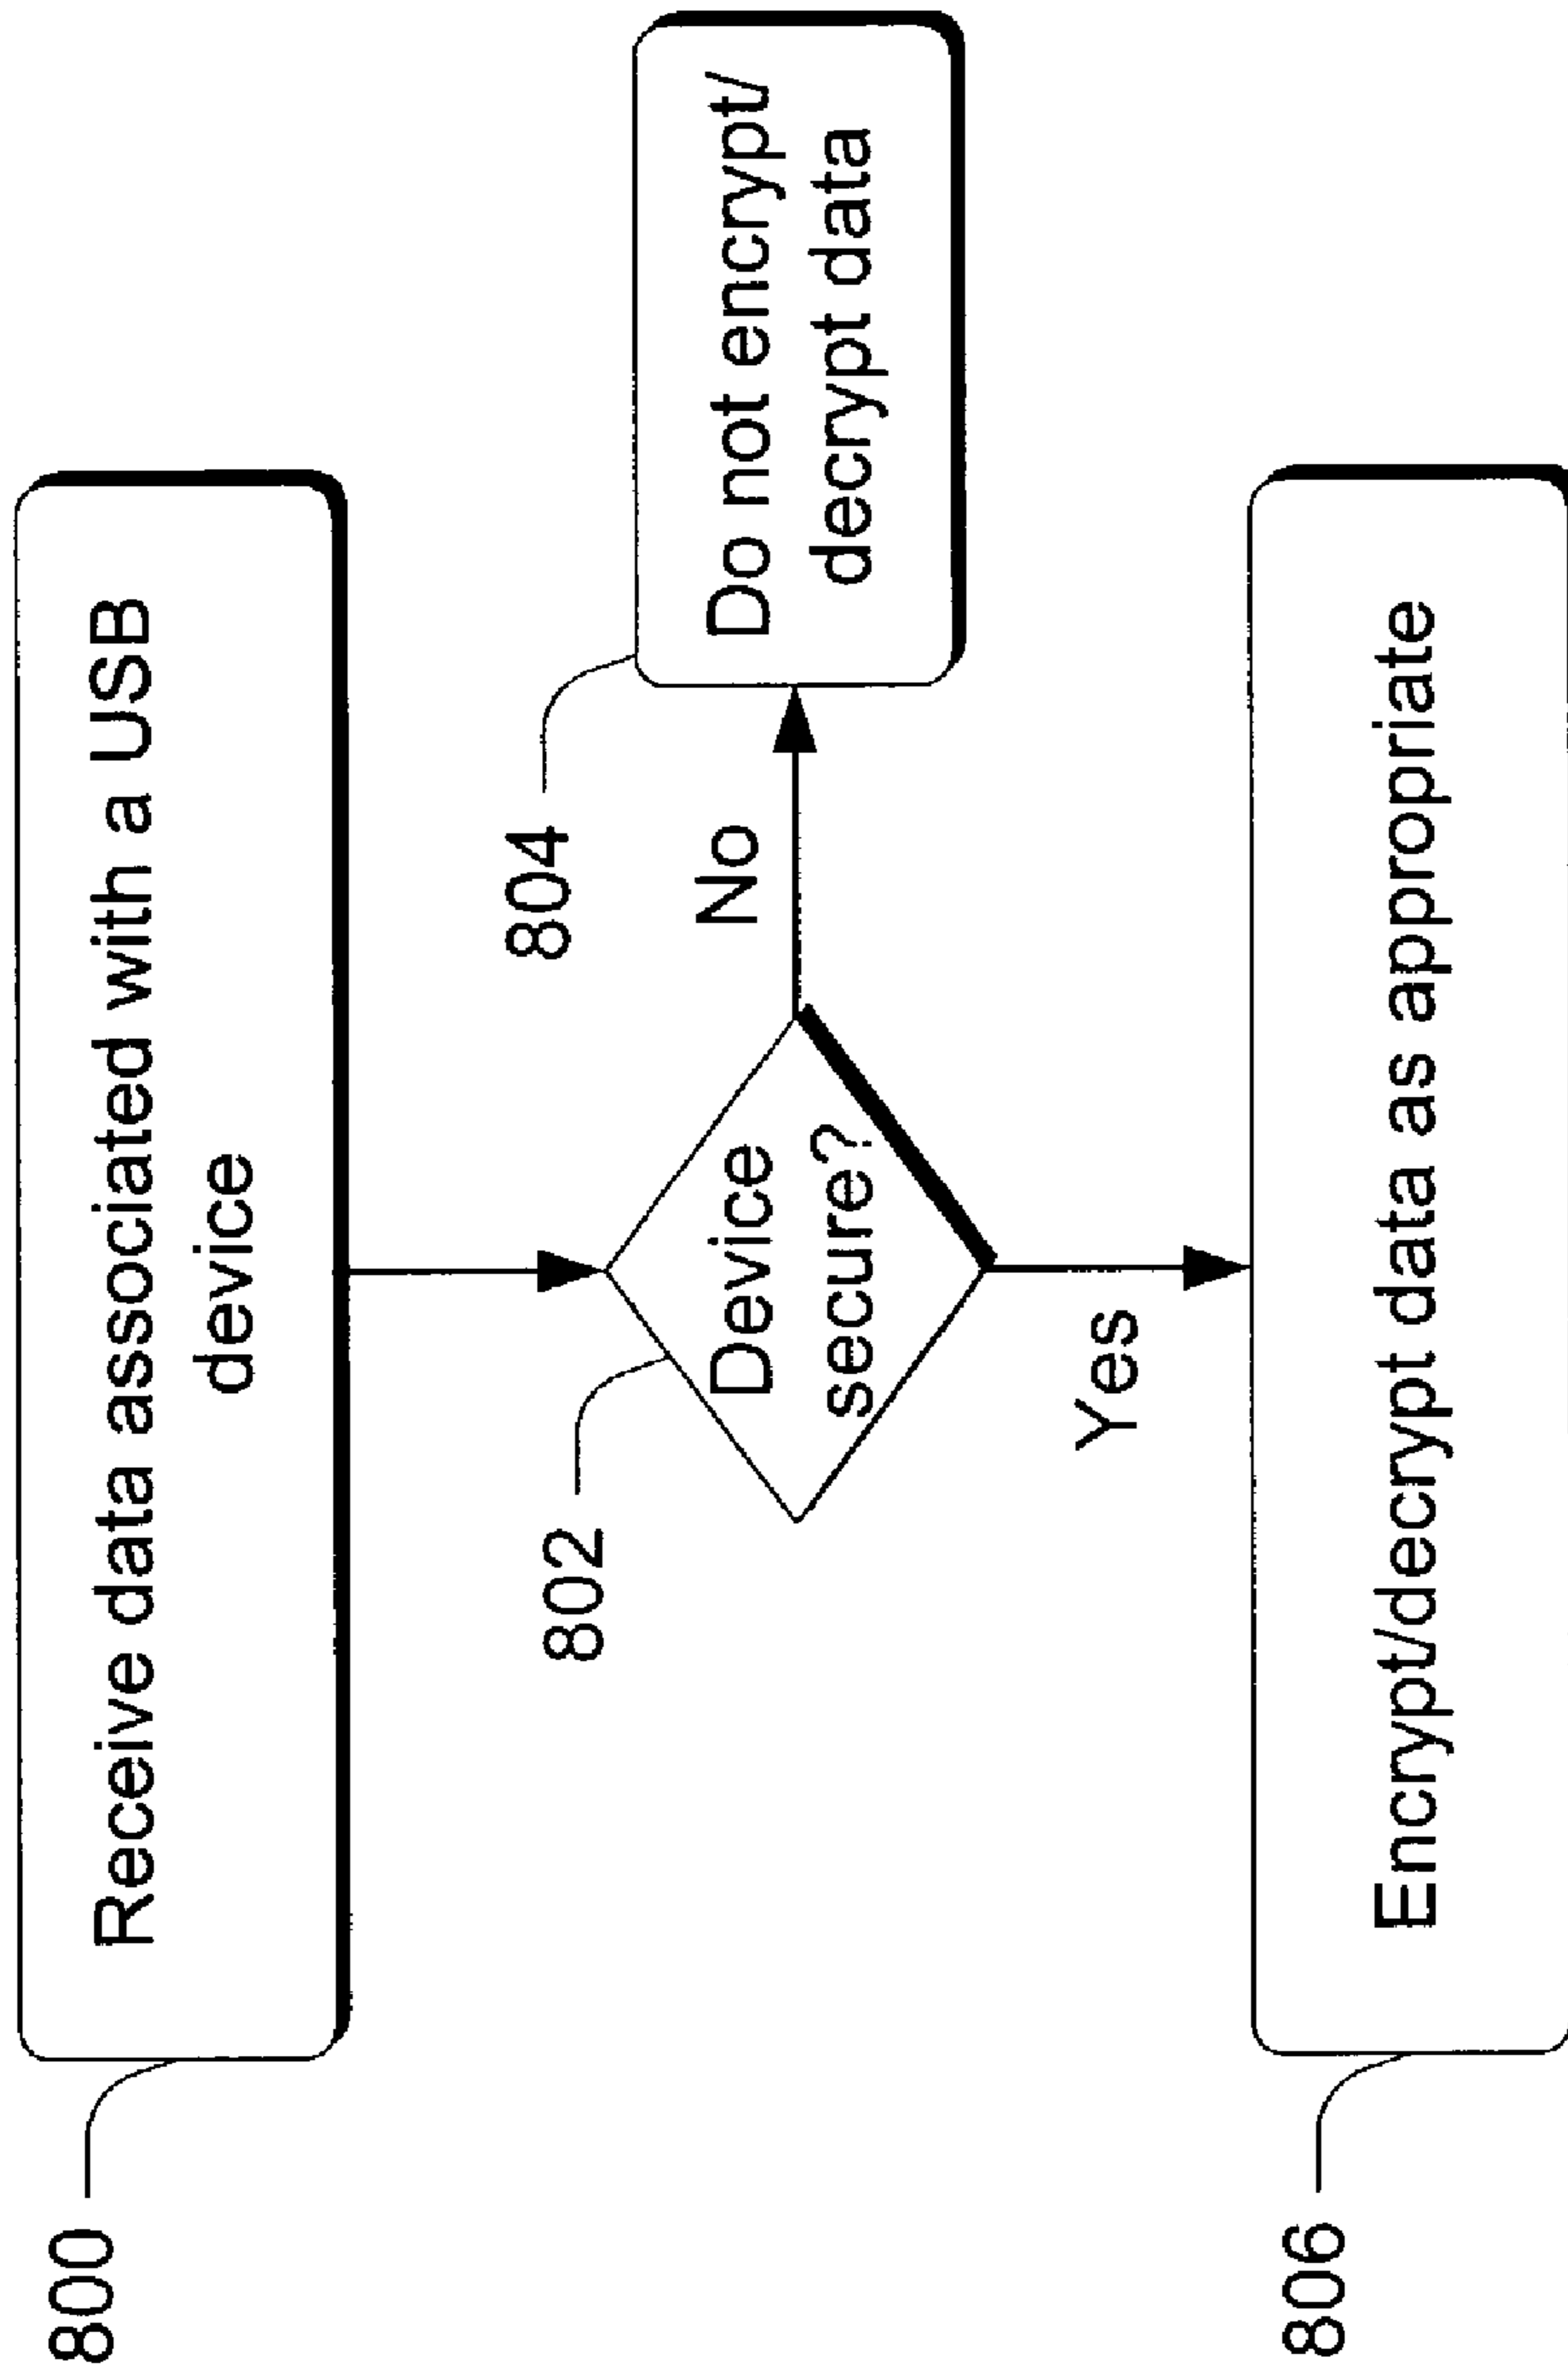 800
Receive data associated with a USB
device
802
Device
secure?
804
No
Do not encrypt/
decrypt data
Yes
806
Encrypt/decrypt data as appropriate